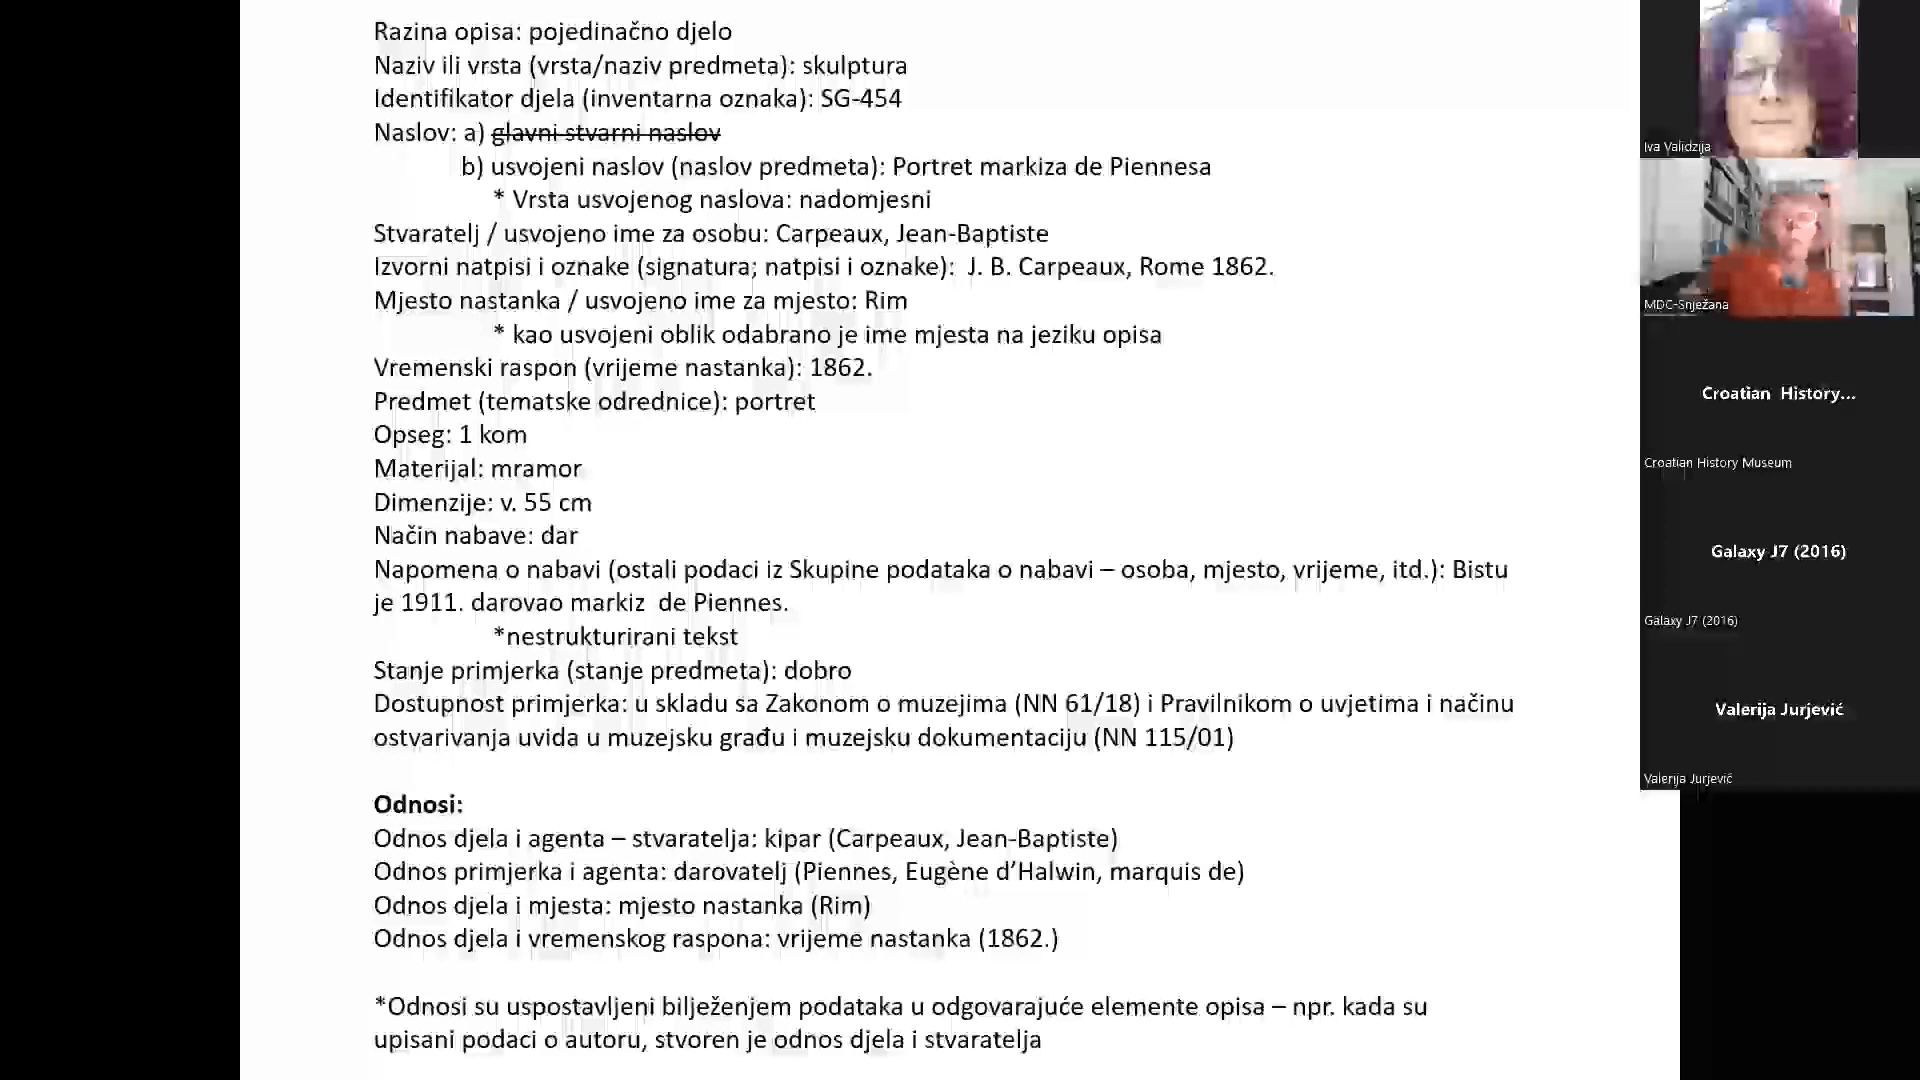 Razina opisa: pojedinačno djelo
Naziv ili vrsta (vrsta/naziv predmeta): skulptura
Identifikator djela (inventarna oznaka): SG-454
Naslov: a) glavni stvarni naslov
b) usvojeni naslov (naslov predmeta): Portret markiza de Piennesa
* Vrsta usvojenog naslova: nadomjesni
Stvaratelj / usvojeno ime za osobu: Carpeaux, Jean-Baptiste
Izvorni natpisi i oznake (signatura; natpisi i oznake):  J. B. Carpeaux, Rome 1862.
Mjesto nastanka / usvojeno ime za mjesto: Rim
* kao usvojeni oblik odabrano je ime mjesta na jeziku opisa
Vremenski raspon (vrijeme nastanka): 1862.
Predmet (tematske odrednice): portret
Opseg: 1 kom
Materijal: mramor
Dimenzije: v. 55 cm
Način nabave: dar
Napomena o nabavi (ostali podaci iz Skupine podataka o nabavi – osoba, mjesto, vrijeme, itd.): Bistu
je 1911. darovao markiz  de Piennes.
*nestrukturirani tekst
Stanje primjerka (stanje predmeta): dobro
Dostupnost primjerka: u skladu sa Zakonom o muzejima (NN 61/18) i Pravilnikom o uvjetima i načinu
ostvarivanja uvida u muzejsku građu i muzejsku dokumentaciju (NN 115/01)
Odnosi:
Odnos djela i agenta – stvaratelja: kipar (Carpeaux, Jean-Baptiste)
Odnos primjerka i agenta: darovatelj (Piennes, Eugène d’Halwin, marquis de)
Odnos djela i mjesta: mjesto nastanka (Rim)
Odnos djela i vremenskog raspona: vrijeme nastanka (1862.)
*Odnosi su uspostavljeni bilježenjem podataka u odgovarajuće elemente opisa – npr. kada su
upisani podaci o autoru, stvoren je odnos djela i stvaratelja
Iva Validzija
MDC-Snježana
Croatian  History...
Croatian History Museum
Galaxy J7 (2016)
Galaxy J7 (2016)
Valerija Jurjević
Valerija Jurjević